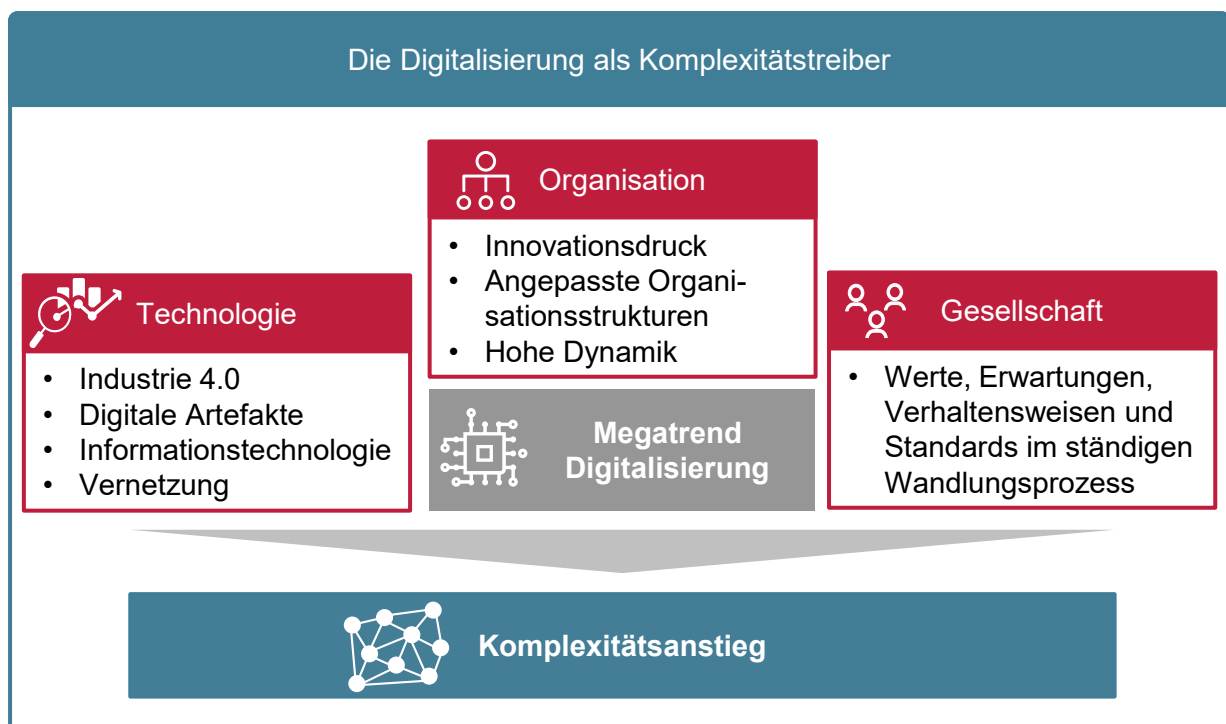 Die Digitalisierung als Komplexitätstreiber
Technologie
• Industrie 4.0
• Digitale Artefakte
• Informationstechnologie
• Vernetzung
Organisation
• Innovationsdruck
• Angepasste Organi-
sationsstrukturen
• Hohe Dynamik
Megatrend
Digitalisierung
Gesellschaft
• Werte, Erwartungen,
Verhaltensweisen und
Standards im ständigen
Wandlungsprozess
Komplexitätsanstieg